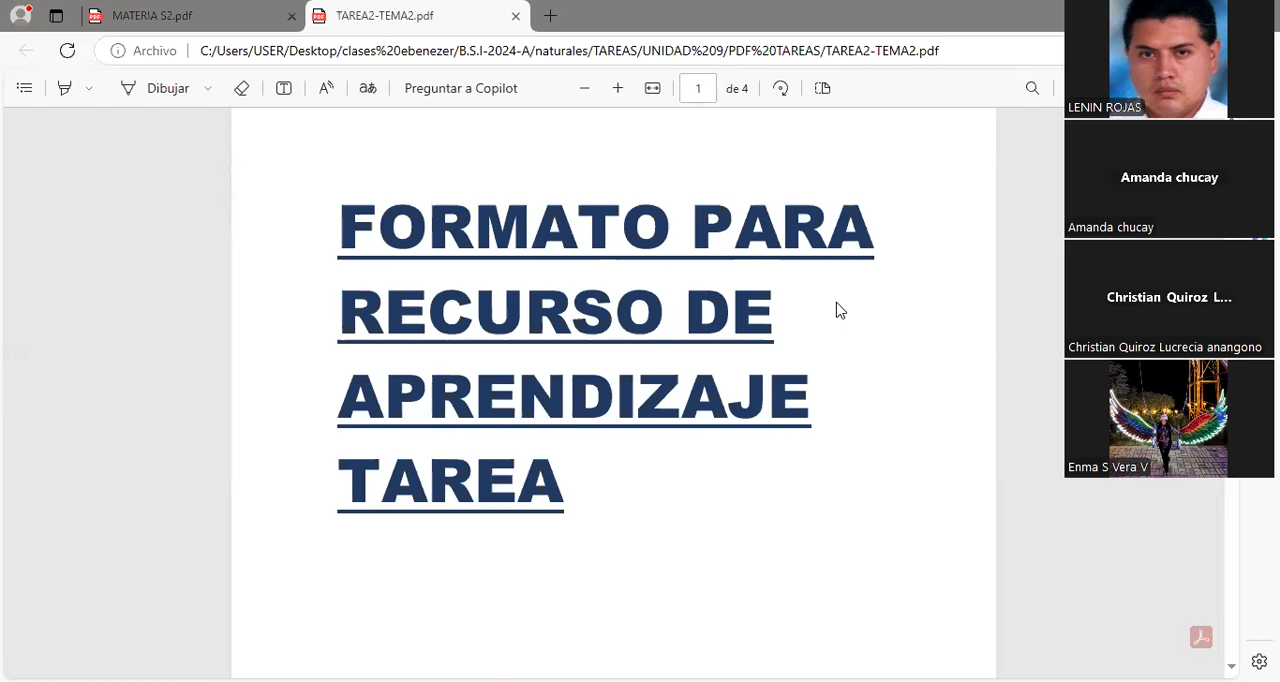 MATERIA S2.pdf
TAREA2-TEMA2.pdf
Archivo
C:/Users/USER/Desktop/clases%20ebenezer/B.S.I-2024-A/naturales/TAREAS/UNIDAD%209/PDF%20TAREAS/TAREA2-TEMA2.pdf
Dibujar
Preguntar a Copilot
1
de 4
FORMATO PARA
RECURSO DE
APRENDIZAJE
TAREA
LENIN ROJAS
Amanda chucay
Amanda chucay
Christian Quiroz L...
Christian Quiroz Lucrecia anangono
Enma S Vera V